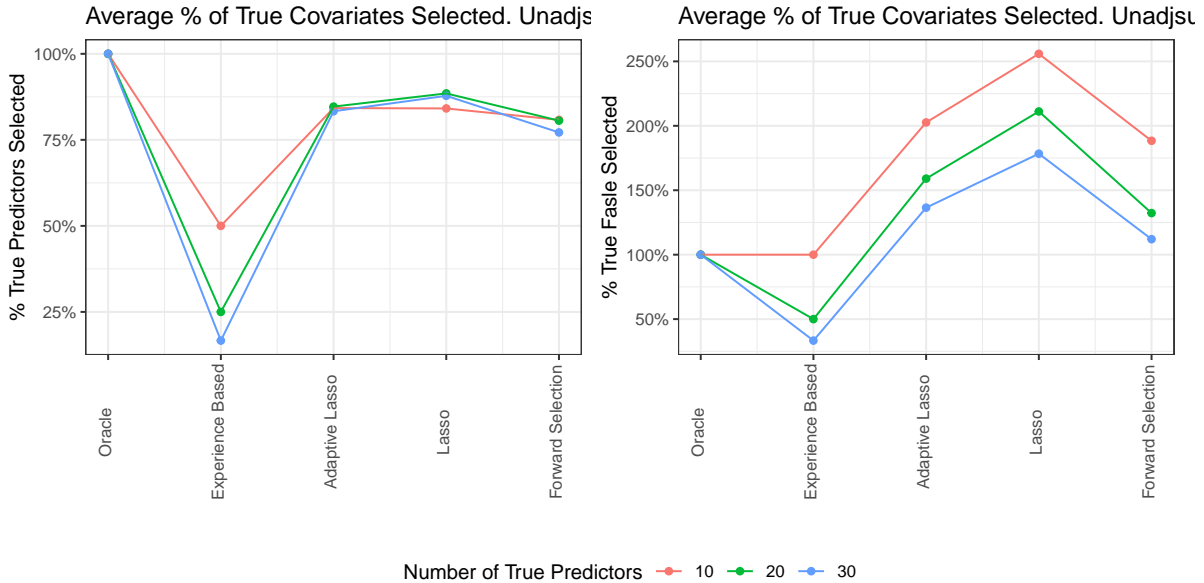 Average % of True Covariates Selected. Unadjs
% True Predictors Selected
100%
75%
50%
25%
Oracle
Experience Based
Adaptive Lasso
Lasso
Forward Selection
Average % of True Covariates Selected. Unadjsu
% True Fasle Selected
250%
200%
150%
100%
50%
Oracle
Experience Based
Adaptive Lasso
Lasso
Forward Selection
Number of True Predictors 10 20 30